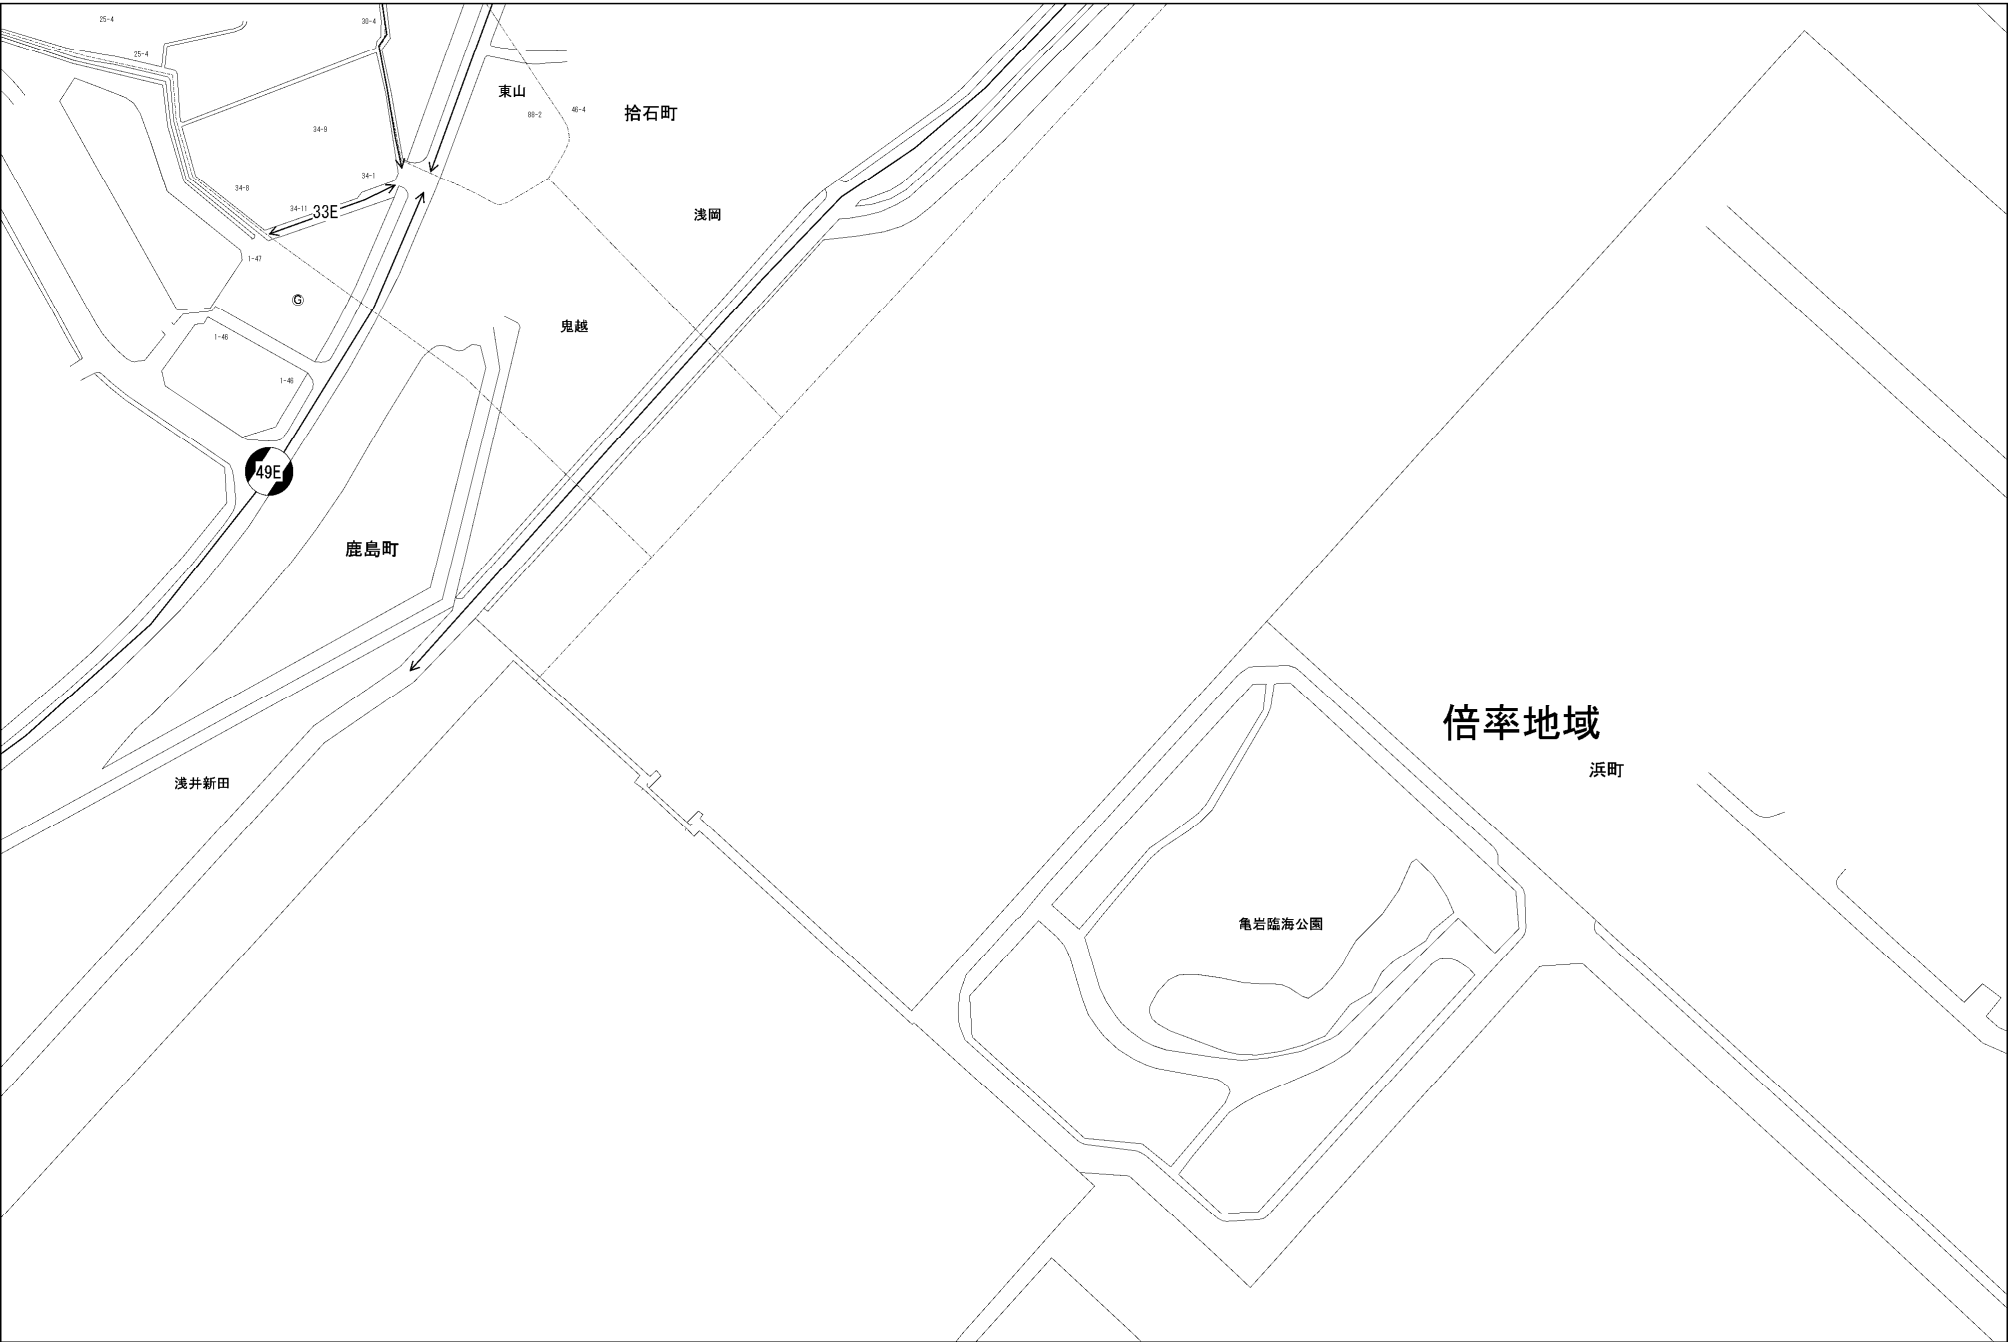 25-4
30-4
25-4
東山
88-2
46-4
拾石町
34-9
34-1
34-8
34-11
33E
浅岡
1-47
G
鬼越
1-46
1-46
49E
鹿島町
倍率地域
浜町
浅井新田
亀岩臨海公園